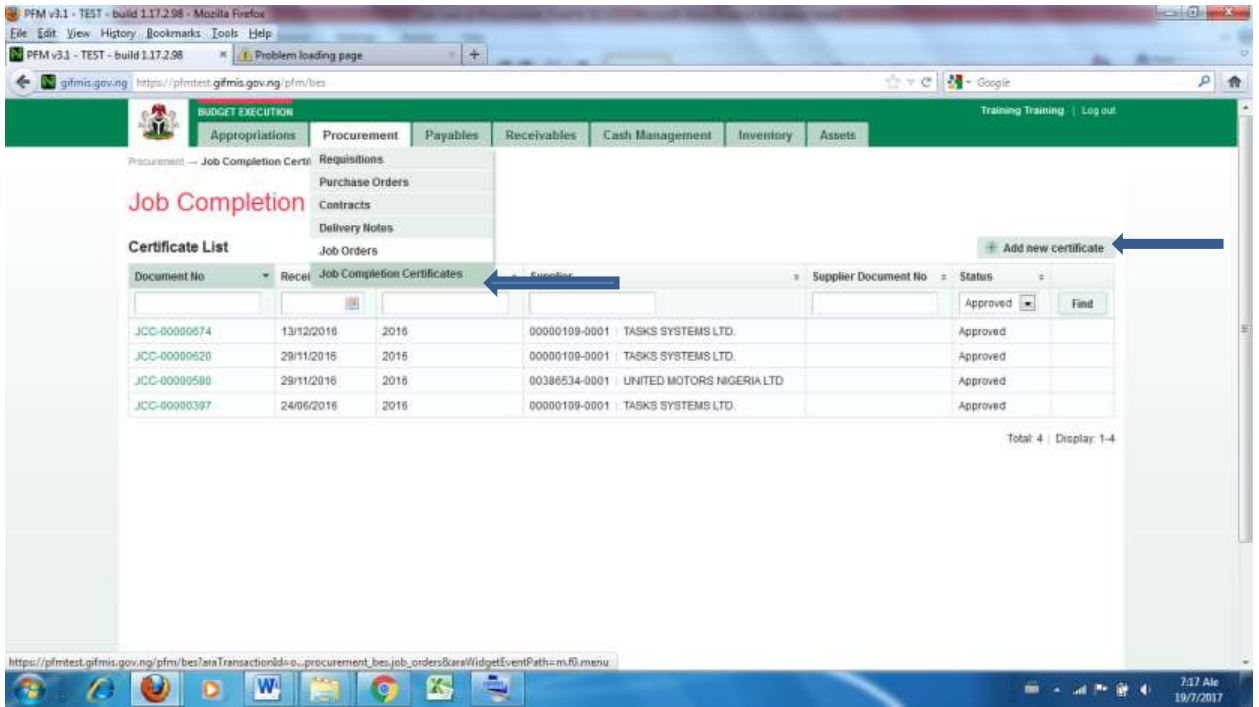 PFM v3.1 - TEST - build 1.17.2.98 - Mozilla Firefox
File Edit View History Bookmarks Tools Help
PFM v3.1 - TEST - build 1.17.2.98 Problem loading page
gifmis.gov.ng https://pfmtest.gifmis.gov.ng/pfm/bes Google
BUDGET EXECUTION Training Training | Log out
Appropriations Procurement Payables Receivables Cash Management Inventory Assets
Procurement — Job Completion Certifi
Requisitions
Purchase Orders
Job Completion
Contracts
Delivery Notes
Certificate List Job Orders Add new certificate
Document No Recei Job Completion Certificates Supplier Supplier Document No Status
Approved Find
JCC-00000674 13/12/2016 2016 00000109-0001 | TASKS SYSTEMS LTD. Approved
JCC-00000620 29/11/2016 2016 00000109-0001 | TASKS SYSTEMS LTD. Approved
JCC-00000580 29/11/2016 2016 00386534-0001 | UNITED MOTORS NIGERIA LTD Approved
JCC-00000397 24/06/2016 2016 00000109-0001 | TASKS SYSTEMS LTD. Approved
Total: 4 | Display: 1-4
https://pfmtest.gifmis.gov.ng/pfm/bes?araTransactionId=o...procurement_bes.job_orders&araWidgetEventPath=m.f0.menu
7:17 Ale
19/7/2017